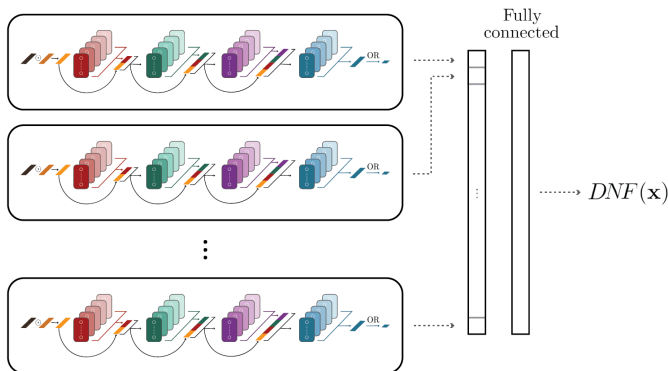 Fully
connected
OR
OR
OR
DNF(x)